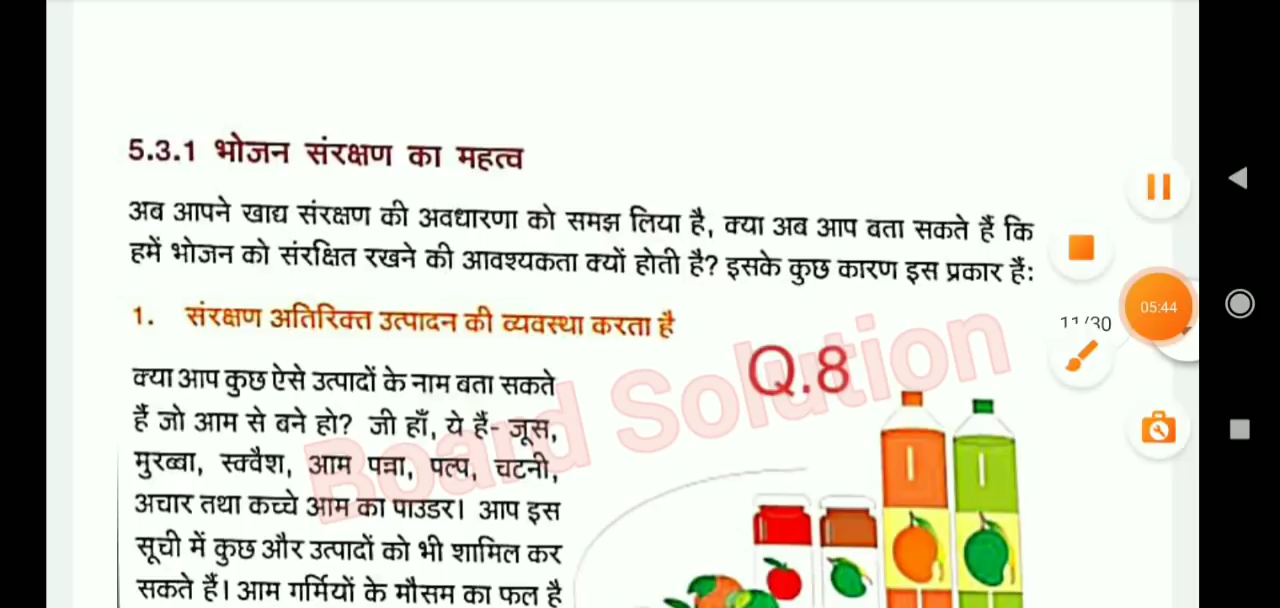 5.3.1 भोजन संरक्षण का महत्व
अब आपने खाद्य संरक्षण की अवधारणा को समझ लिया है, क्या अब आप बता सकते हैं कि
हमें भोजन को संरक्षित रखने की आवश्यकता क्यों होती है? इसके कुछ कारण इस प्रकार हैं:
1. संरक्षण अतिरिक्त उत्पादन की व्यवस्था करता है
Q.8
Board Solution
क्या आप कुछ ऐसे उत्पादों के नाम बता सकते
हैं जो आम से बने हो? जी हाँ, ये हैं- जूस,
मुरब्बा, स्क्वैश, आम पन्ना, पल्प, चटनी,
अचार तथा कच्चे आम का पाउडर। आप इस
सूची में कुछ और उत्पादों को भी शामिल कर
सकते हैं। आम गर्मियों के मौसम का फल है
05:44
11/30